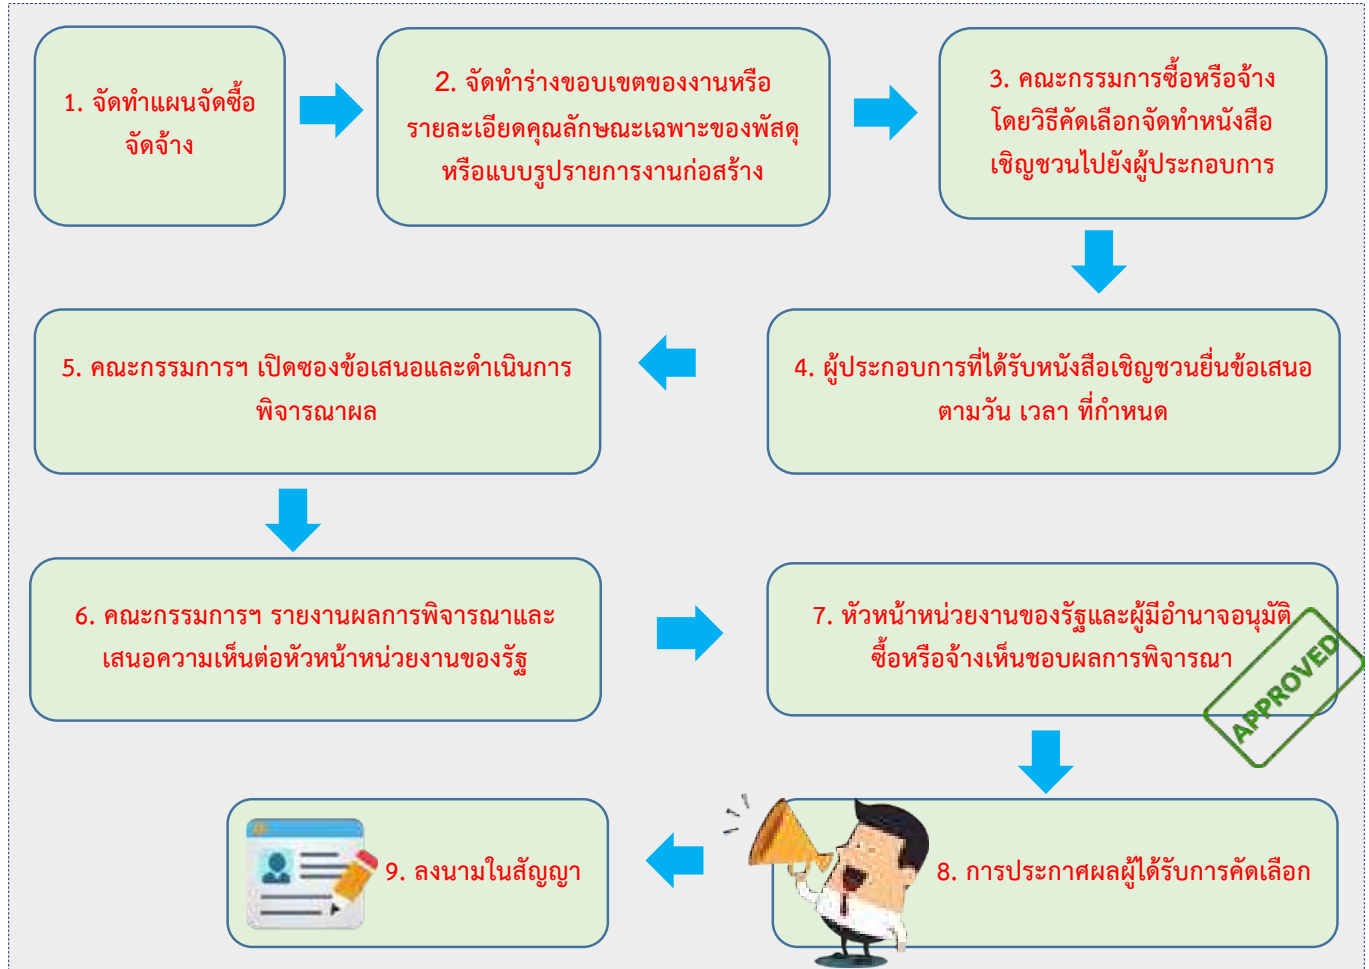 1. จัดทำแผนจัดซื้อ
จัดจ้าง
2. จัดทำร่างขอบเขตของงานหรือ
รายละเอียดคุณลักษณะเฉพาะของพัสดุ
หรือแบบรูปรายการงานก่อสร้าง
3. คณะกรรมการซื้อหรือจ้าง
โดยวิธีคัดเลือกจัดทำหนังสือ
เชิญชวนไปยังผู้ประกอบการ
4. ผู้ประกอบการที่ได้รับหนังสือเชิญชวนยื่นข้อเสนอ
ตามวัน เวลา ที่กำหนด
5. คณะกรรมการฯ เปิดซองข้อเสนอและดำเนินการ
พิจารณาผล
6. คณะกรรมการฯ รายงานผลการพิจารณาและ
เสนอความเห็นต่อหัวหน้าหน่วยงานของรัฐ
7. หัวหน้าหน่วยงานของรัฐและผู้มีอำนาจอนุมัติ
ซื้อหรือจ้างเห็นชอบผลการพิจารณา
APPROVED
8. การประกาศผลผู้ได้รับการคัดเลือก
9. ลงนามในสัญญา